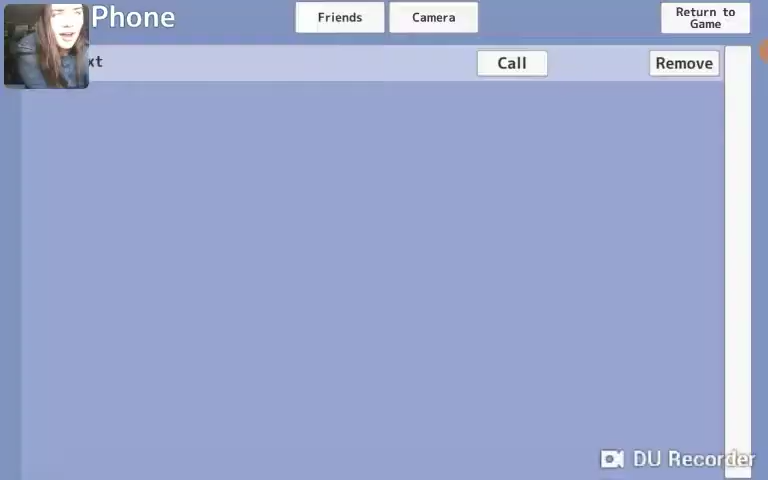 Phone
Friends
Camera
Return to
Game
xt
Call
Remove
DU Recorder